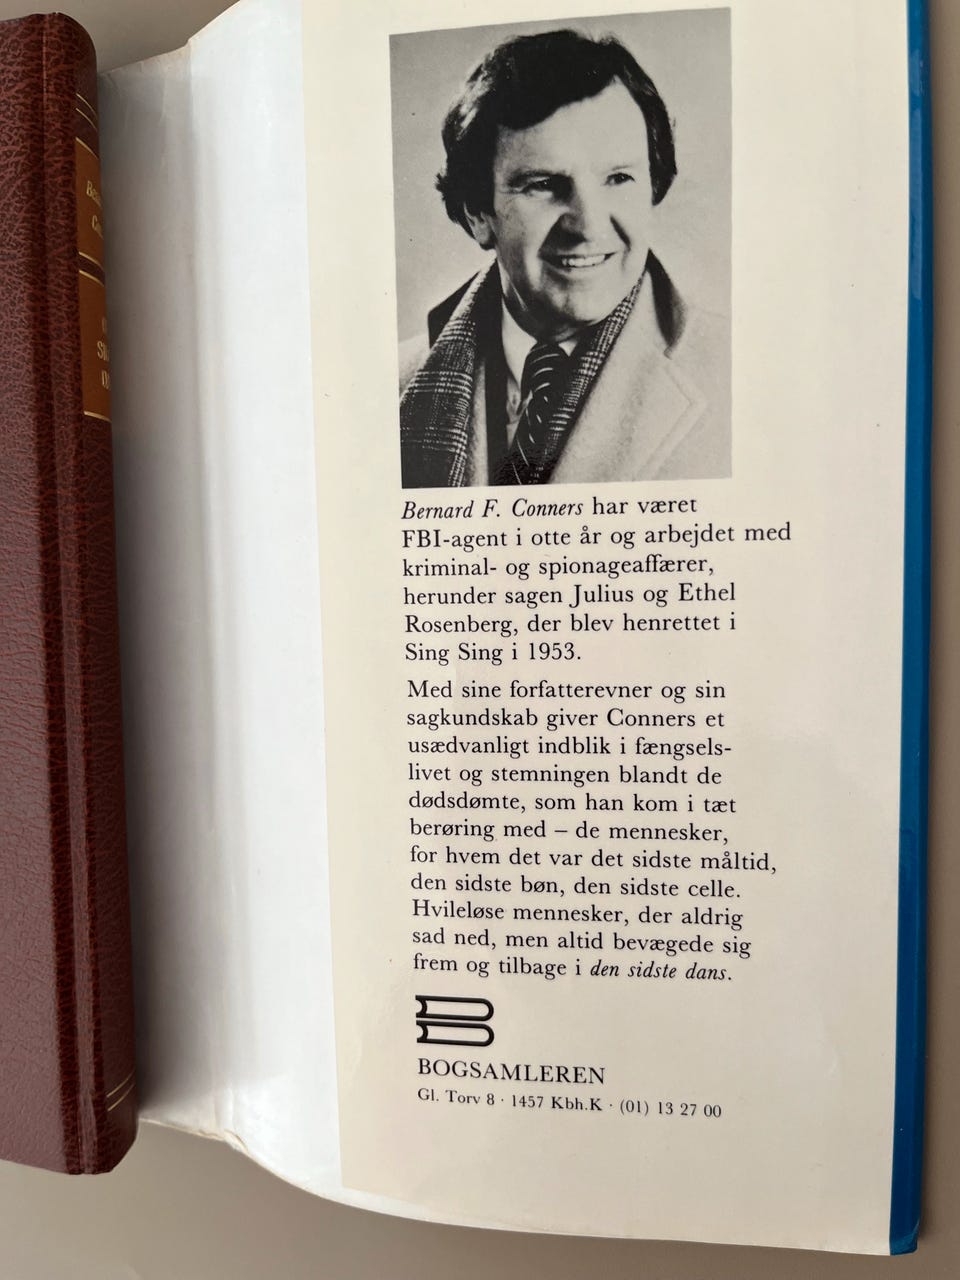 Bernard F. Conners har været
FBI-agent i otte år og arbejdet med
kriminal- og spionageaffærer,
herunder sagen Julius og Ethel
Rosenberg, der blev henrettet i
Sing Sing i 1953.
Med sine forfatterevner og sin
sagkundskab giver Conners et
usædvanligt indblik i fængsels-
livet og stemningen blandt de
dødsdømte, som han kom i tæt
berøring med – de mennesker,
for hvem det var det sidste måltid,
den sidste bøn, den sidste celle.
Hvileløse mennesker, der aldrig
sad ned, men altid bevægede sig
frem og tilbage i den sidste dans.
BOGSAMLEREN
Gl. Torv 8 · 1457 Kbh.K · (01) 13 27 00